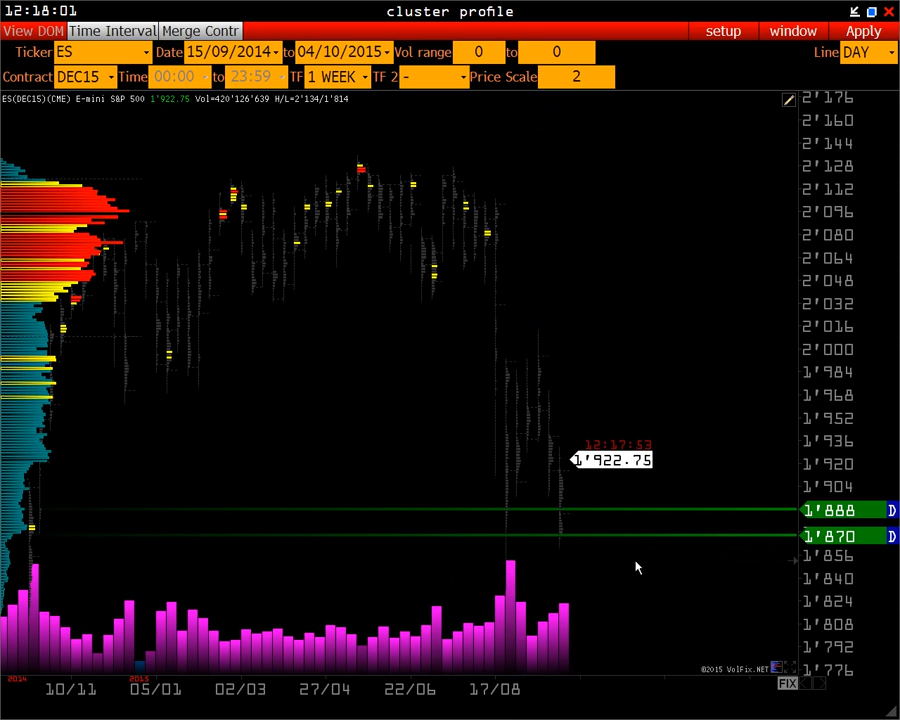 12:18:01 cluster profile
View DOM Time Interval Merge Contr setup window Apply
Ticker ES Date 15/09/2014 to 04/10/2015 Vol range 0 to 0 Line DAY
Contract DEC15 Time 00:00 to 23:59 TF 1 WEEK TF 2 - Price Scale 2
ES(DEC15)(CME) E-mini S&P 500 1'922.75 Vol=420'126'639 H/L=2'134/1'814
2'176
2'160
2'144
2'128
2'112
2'096
2'080
2'064
2'048
2'032
2'016
2'000
1'984
1'968
1'952
1'936
12:17:53
1'922.75
1'920
1'904
1'888 D
1'870 D
1'856
1'840
1'824
1'808
1'792
1'776
©2015 VolFix.NET
2014 2015
10/11 05/01 02/03 27/04 22/06 17/08
FIX